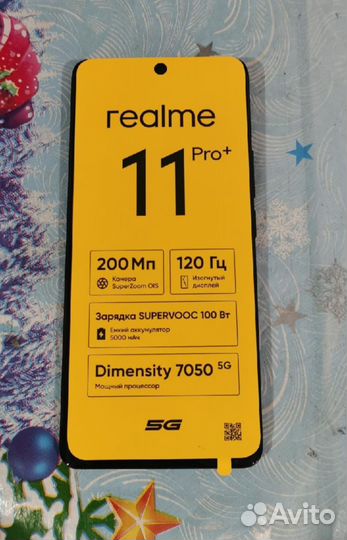 realme
11 Pro+
200 Мп
Камера
SuperZoom OIS
120 Гц
Изогнутый
дисплей
Зарядка SUPERVOOC 100 Вт
Емкий аккумулятор
5000 мАч
Dimensity 7050 5G
Мощный процессор
5G
Avito